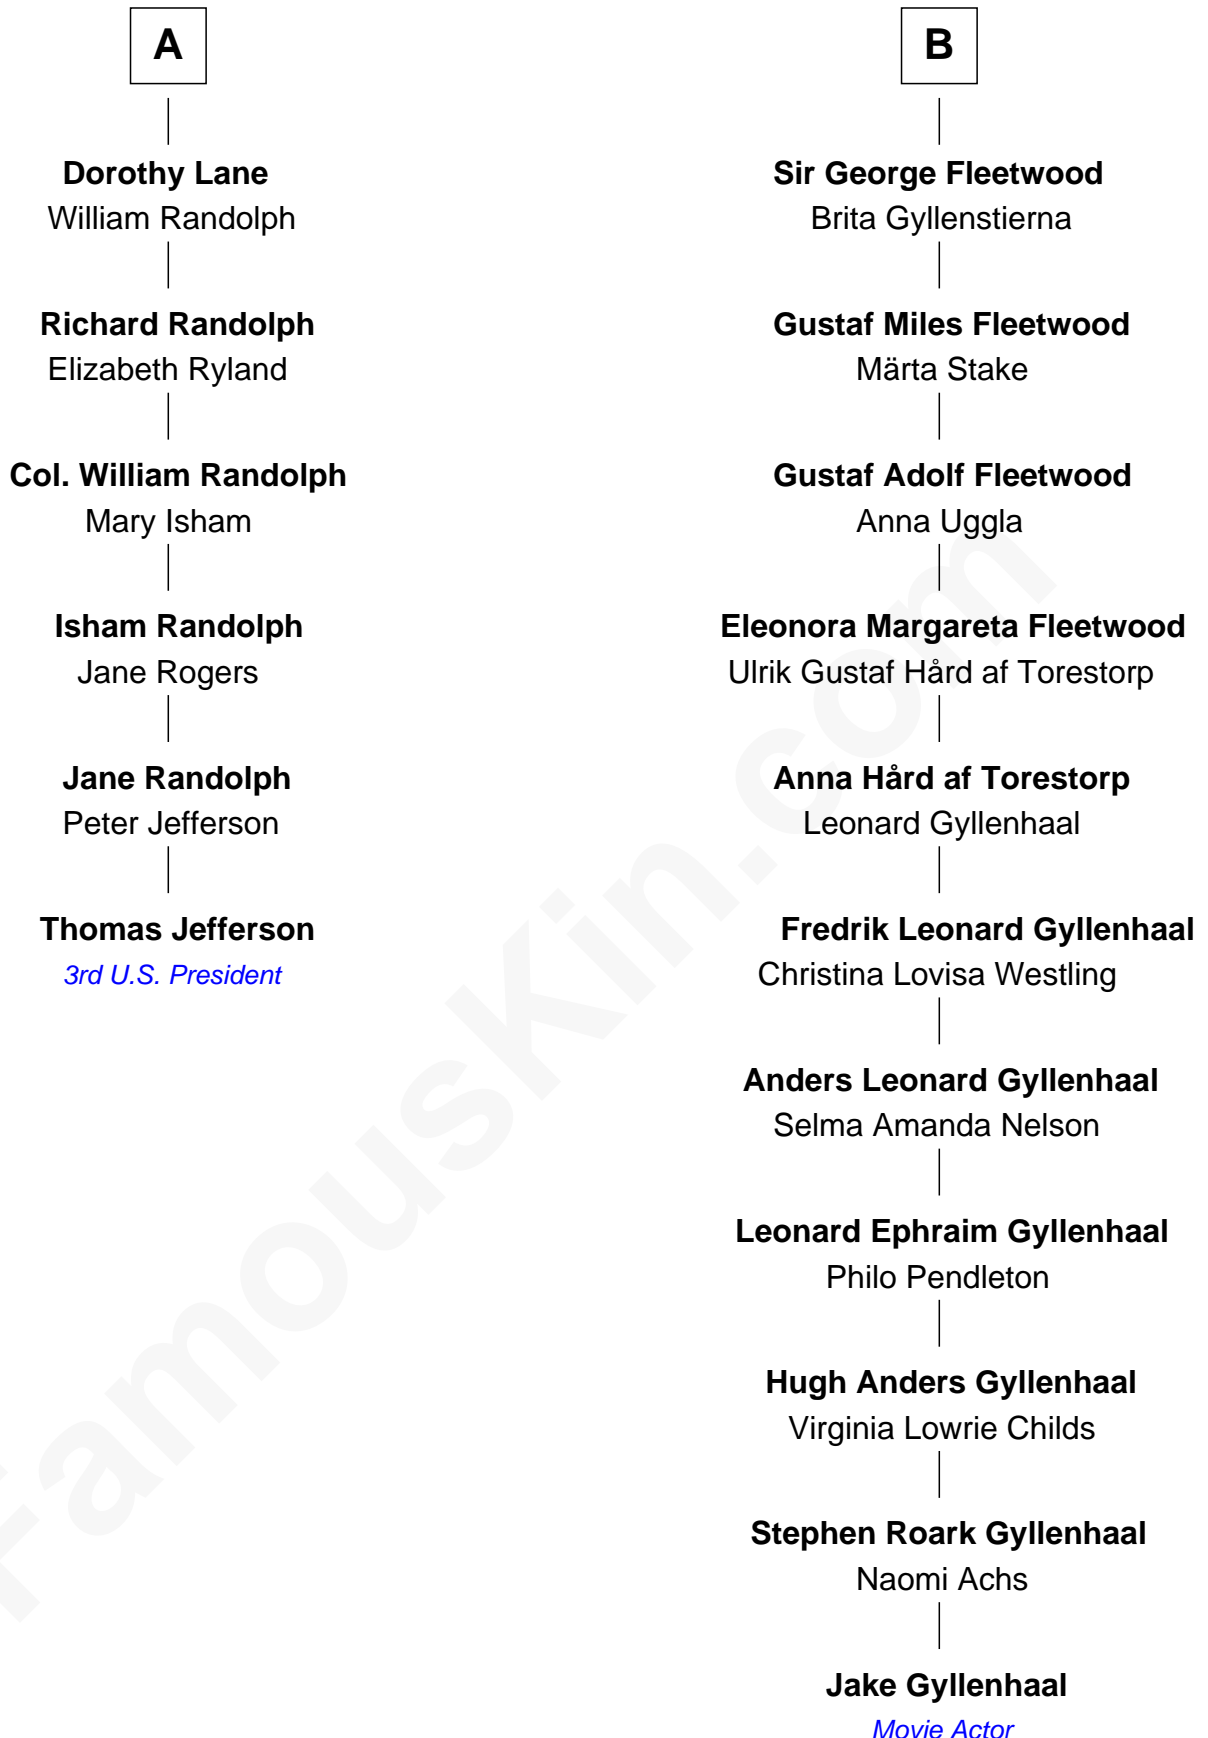 A
Dorothy Lane
William Randolph
Richard Randolph
Elizabeth Ryland
Col. William Randolph
Mary Isham
Isham Randolph
Jane Rogers
Jane Randolph
Peter Jefferson
Thomas Jefferson
3rd U.S. President
B
Sir George Fleetwood
Brita Gyllenstierna
Gustaf Miles Fleetwood
Märta Stake
Gustaf Adolf Fleetwood
Anna Uggla
Eleonora Margareta Fleetwood
Ulrik Gustaf Hård af Torestorp
Anna Hård af Torestorp
Leonard Gyllenhaal
Fredrik Leonard Gyllenhaal
Christina Lovisa Westling
Anders Leonard Gyllenhaal
Selma Amanda Nelson
Leonard Ephraim Gyllenhaal
Philo Pendleton
Hugh Anders Gyllenhaal
Virginia Lowrie Childs
Stephen Roark Gyllenhaal
Naomi Achs
Jake Gyllenhaal
Movie Actor
FamousKin.com